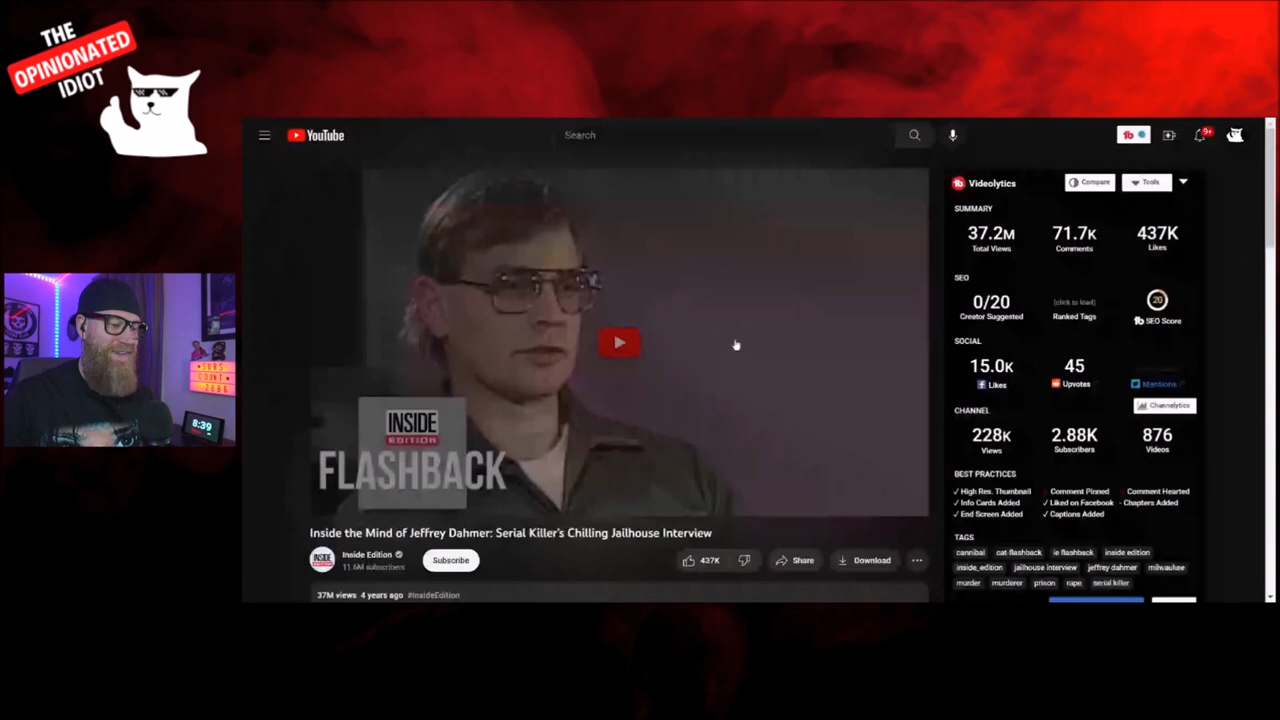 THE
OPINIONATED
IDIOT
YouTube
Search
9+
8:39
INSIDE
EDITION
FLASHBACK
Inside the Mind of Jeffrey Dahmer: Serial Killer's Chilling Jailhouse Interview
INSIDE
EDITION
Inside Edition
11.6M subscribers
Subscribe
437K
Share
Download
37M views 4 years ago #InsideEdition
Videolytics
Compare
Tools
SUMMARY
37.2M 71.7K 437K
Total Views Comments Likes
SEO
0/20 20
Creator Suggested (click to load) Ranked Tags SEO Score
SOCIAL
15.0K 45
Likes Upvotes Mentions
Channelytics
CHANNEL
228K 2.88K 876
Views Subscribers Videos
BEST PRACTICES
✓ High Res. Thumbnail Comment Pinned Comment Hearted
✓ Info Cards Added ✓ Liked on Facebook - Chapters Added
✓ End Screen Added ✓ Captions Added
TAGS
cannibal cat-flashback ie flashback inside edition
inside_edition jailhouse interview jeffrey dahmer milwaukee
murder murderer prison rape serial killer